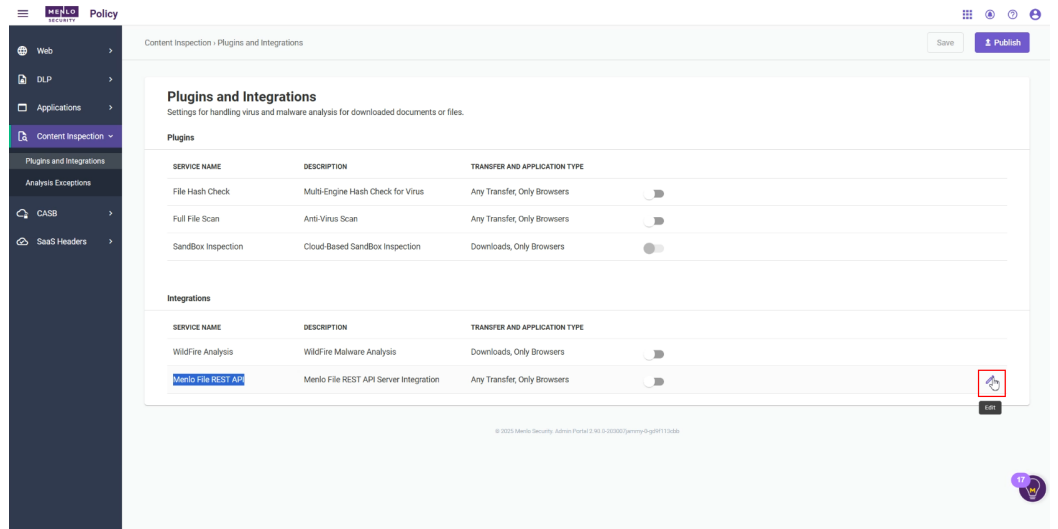 MENLO SECURITY Policy
Content Inspection › Plugins and Integrations
Save
Publish
Web
DLP
Applications
Content Inspection
Plugins and Integrations
Analysis Exceptions
CASB
SaaS Headers
Plugins and Integrations
Settings for handling virus and malware analysis for downloaded documents or files.
Plugins
SERVICE NAME DESCRIPTION TRANSFER AND APPLICATION TYPE
File Hash Check Multi-Engine Hash Check for Virus Any Transfer, Only Browsers
Full File Scan Anti-Virus Scan Any Transfer, Only Browsers
SandBox Inspection Cloud-Based SandBox Inspection Downloads, Only Browsers
Integrations
SERVICE NAME DESCRIPTION TRANSFER AND APPLICATION TYPE
WildFire Analysis WildFire Malware Analysis Downloads, Only Browsers
Menlo File REST API Menlo File REST API Server Integration Any Transfer, Only Browsers
Edit
© 2025 Menlo Security. Admin Portal
17
M